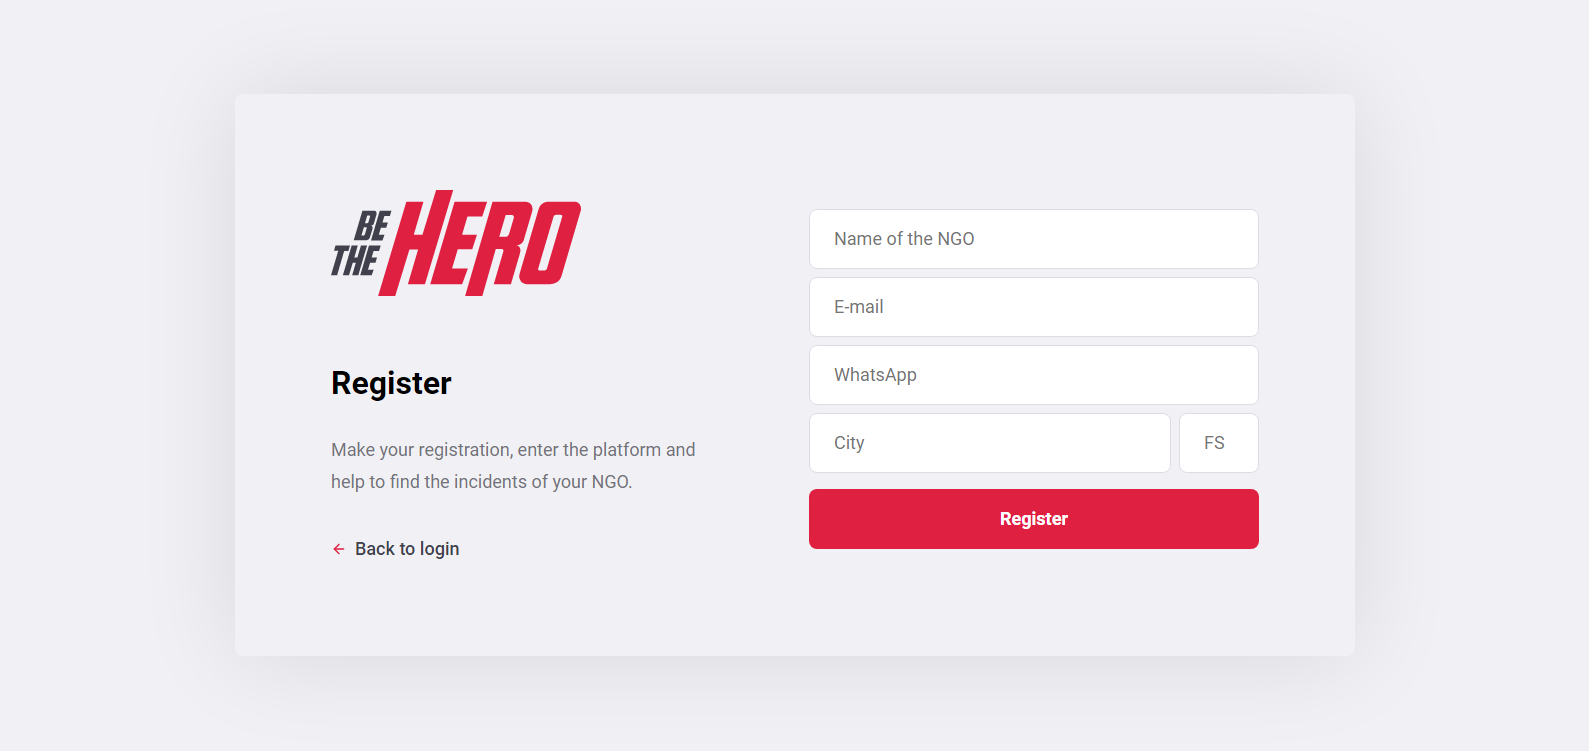 BE
THE
HERO
Register
Make your registration, enter the platform and
help to find the incidents of your NGO.
Back to login
Name of the NGO
E-mail
WhatsApp
City
FS
Register